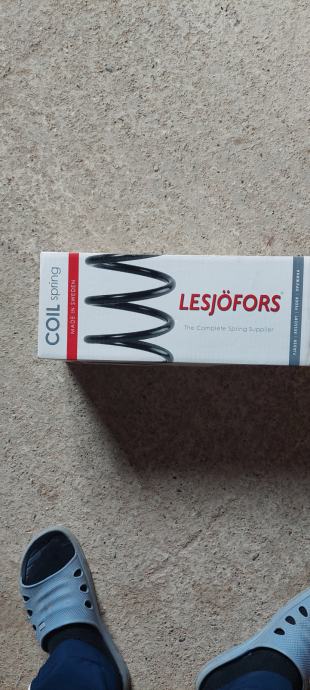 COIL spring
MADE IN SWEDEN
LESJÖFORS
The Complete Spring Supplier